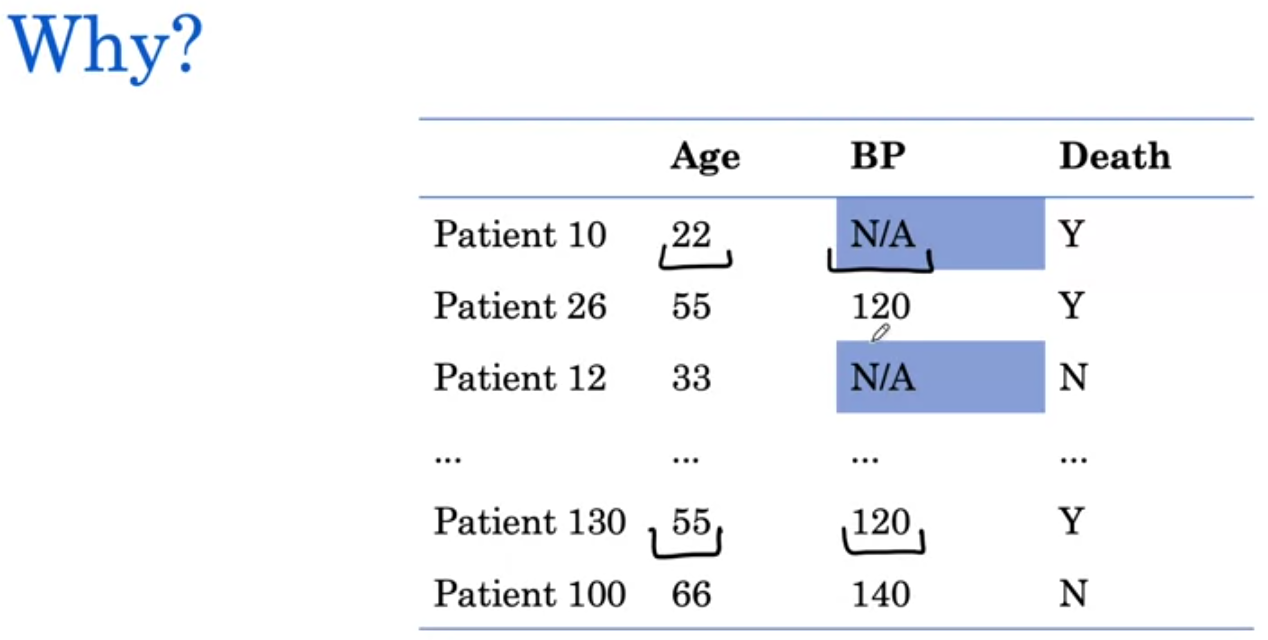 Why?
Age BP Death
Patient 10 22 N/A Y
Patient 26 55 120 Y
Patient 12 33 N/A N
... ... ... ...
Patient 130 55 120 Y
Patient 100 66 140 N